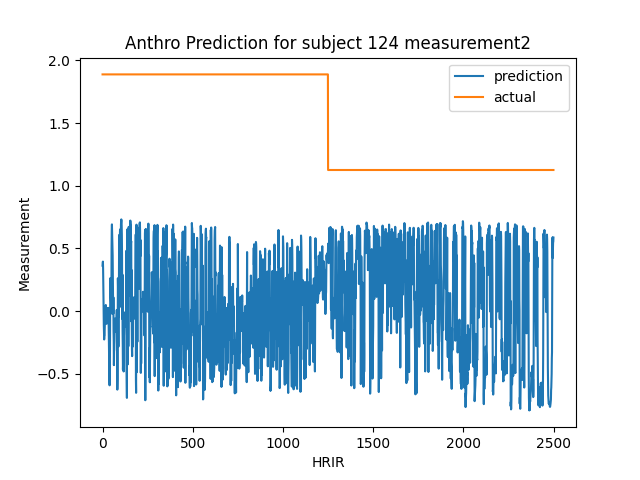 Anthro Prediction for subject 124 measurement2
prediction
actual
2.0
1.5
1.0
0.5
0.0
−0.5
Measurement
0
500
1000
1500
2000
2500
HRIR